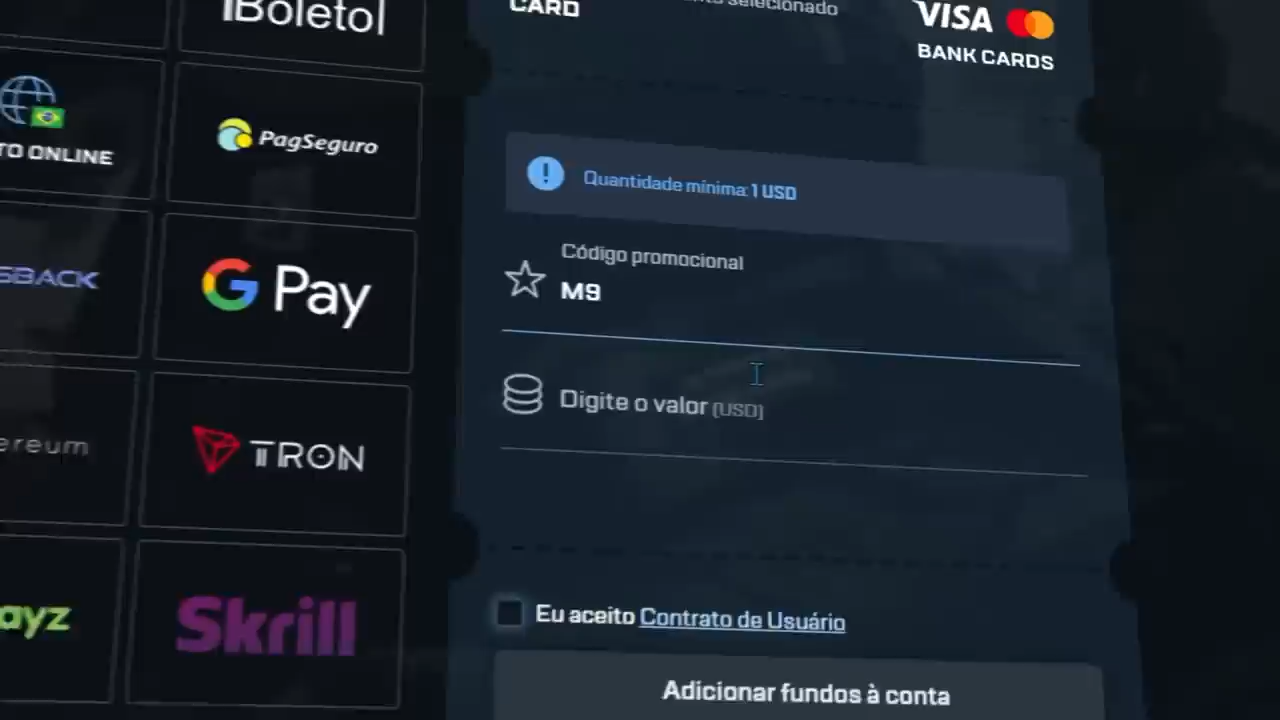 Boleto
TO ONLINE
PagSeguro
SBACK
G Pay
ereum
TRON
ayz
Skrill
CARD
selecionado
VISA
BANK CARDS
Quantidade mínima: 1 USD
Código promocional
M9
Digite o valor (USD)
Eu aceito Contrato de Usuário
Adicionar fundos à conta